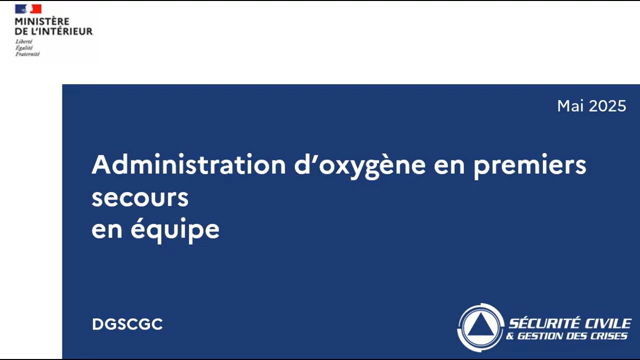 MINISTÈRE
DE L'INTÉRIEUR
Liberté
Égalité
Fraternité
Mai 2025
Administration d'oxygène en premiers
secours
en équipe
DGSCGC
SÉCURITÉ CIVILE
& GESTION DES CRISES